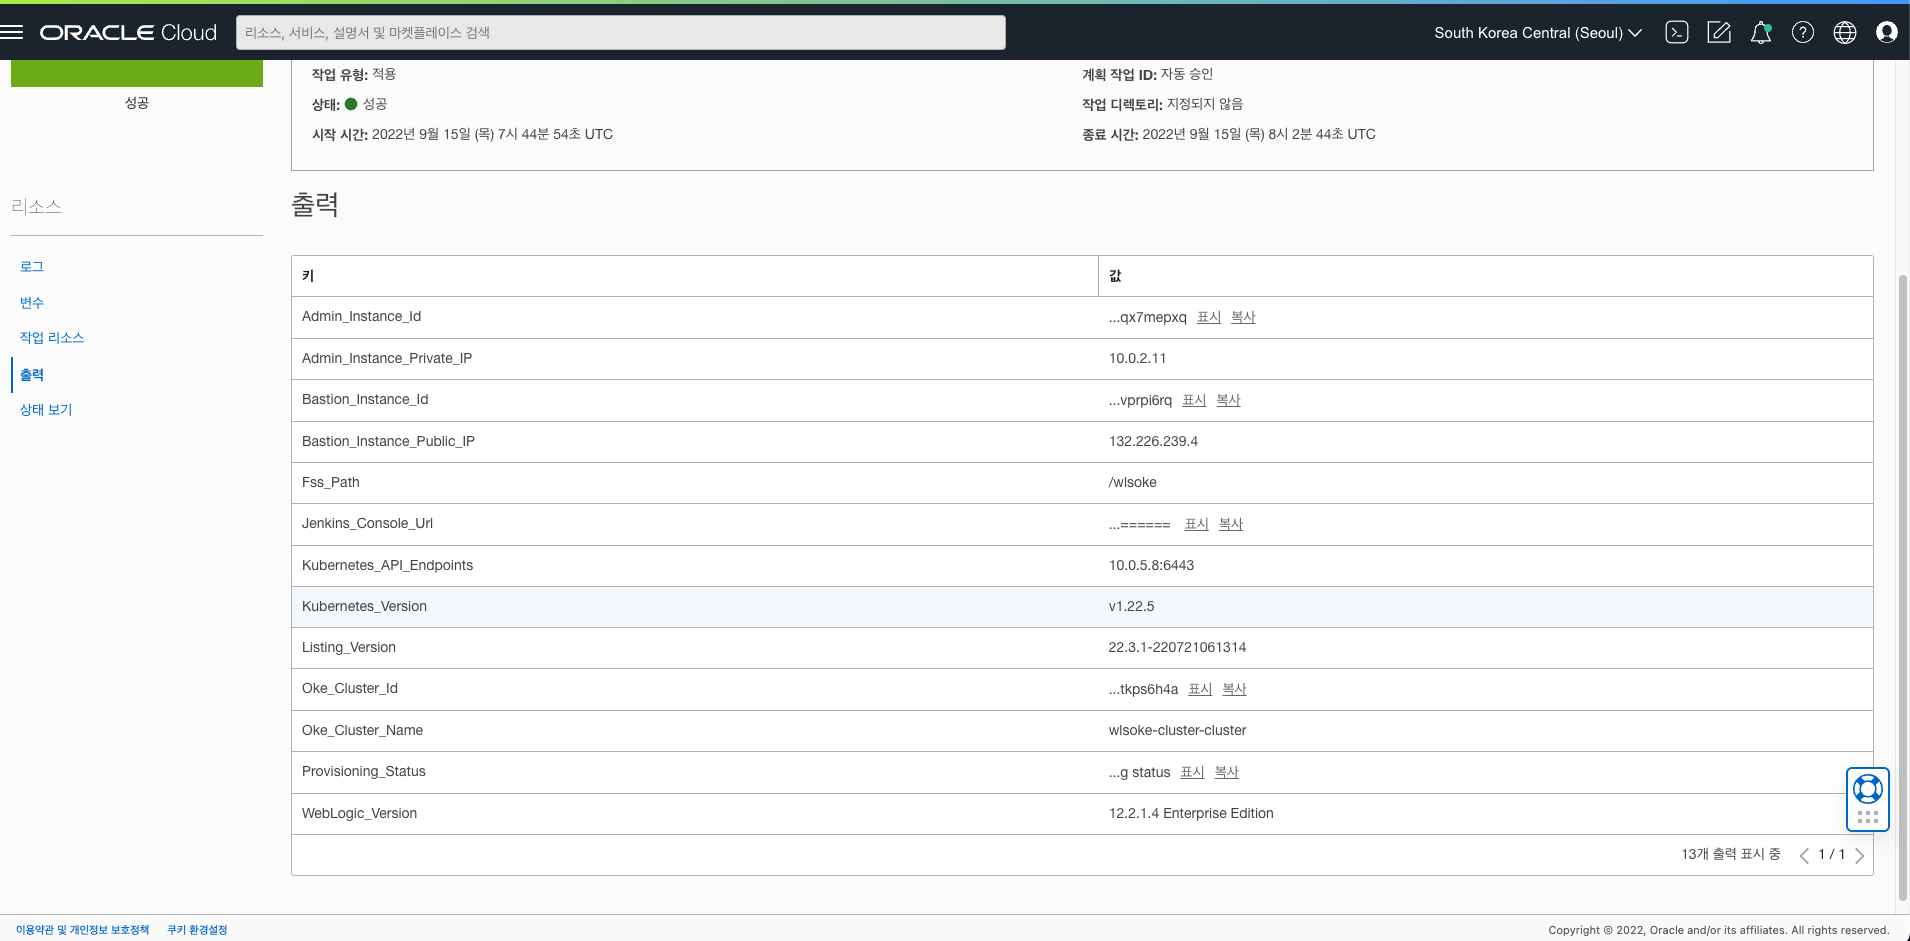 ORACLE Cloud
리소스, 서비스, 설명서 및 마켓플레이스 검색
South Korea Central (Seoul)
성공
작업 유형: 적용
계획 작업 ID: 자동 승인
상태: 성공
작업 디렉토리: 지정되지 않음
시작 시간: 2022년 9월 15일 (목) 7시 44분 54초 UTC
종료 시간: 2022년 9월 15일 (목) 8시 2분 44초 UTC
리소스
로그
변수
작업 리소스
출력
상태 보기
출력
키 값
Admin_Instance_Id ...qx7mepxq 표시 복사
Admin_Instance_Private_IP 10.0.2.11
Bastion_Instance_Id ...vprpi6rq 표시 복사
Bastion_Instance_Public_IP 132.226.239.4
Fss_Path /wlsoke
Jenkins_Console_Url ...====== 표시 복사
Kubernetes_API_Endpoints 10.0.5.8:6443
Kubernetes_Version v1.22.5
Listing_Version 22.3.1-220721061314
Oke_Cluster_Id ...tkps6h4a 표시 복사
Oke_Cluster_Name wlsoke-cluster-cluster
Provisioning_Status ...g status 표시 복사
WebLogic_Version 12.2.1.4 Enterprise Edition
13개 출력 표시 중 1 / 1
이용약관 및 개인정보 보호정책 쿠키 환경설정
Copyright © 2022, Oracle and/or its affiliates. All rights reserved.